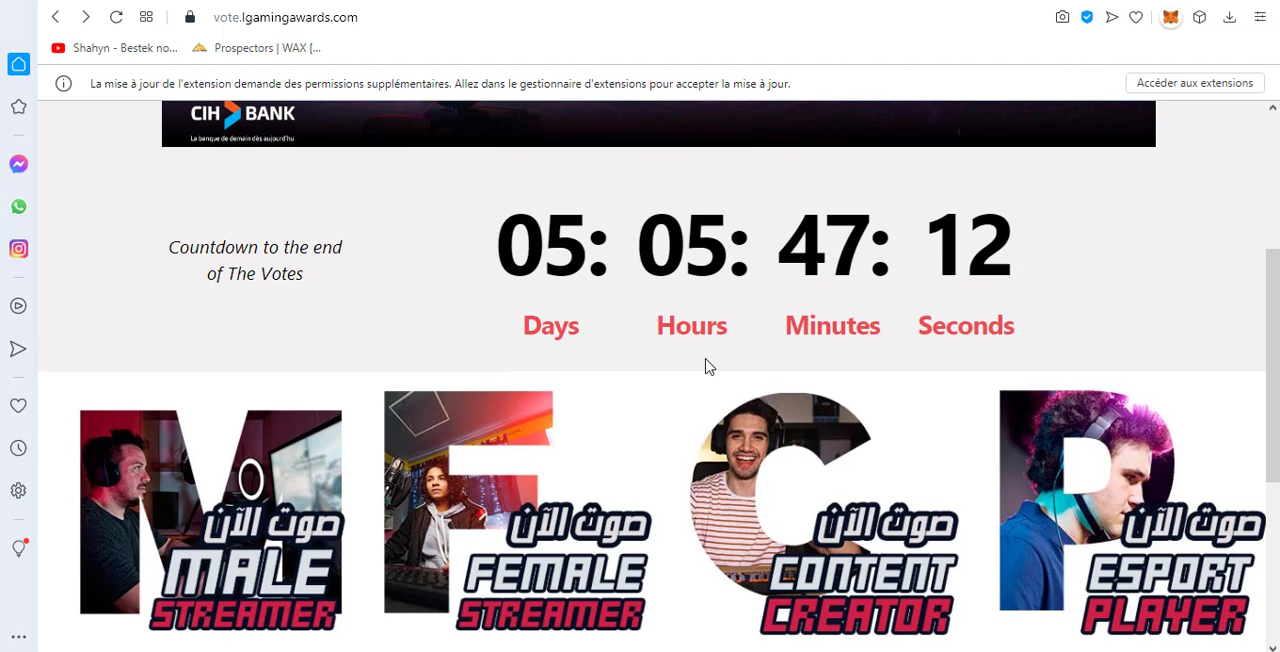 vote.lgamingawards.com
Shahyn - Bestek no...
Prospectors | WAX [...
La mise à jour de l'extension demande des permissions supplémentaires. Allez dans le gestionnaire d'extensions pour accepter la mise à jour.
Accéder aux extensions
CIH BANK
La banque de demain dès aujourd'hui
Countdown to the end
of The Votes
05: 05: 47: 12
Days Hours Minutes Seconds
صوت الآن
MALE
STREAMER
صوت الآن
FEMALE
STREAMER
صوت الآن
CONTENT
CREATOR
صوت الآن
ESPORT
PLAYER